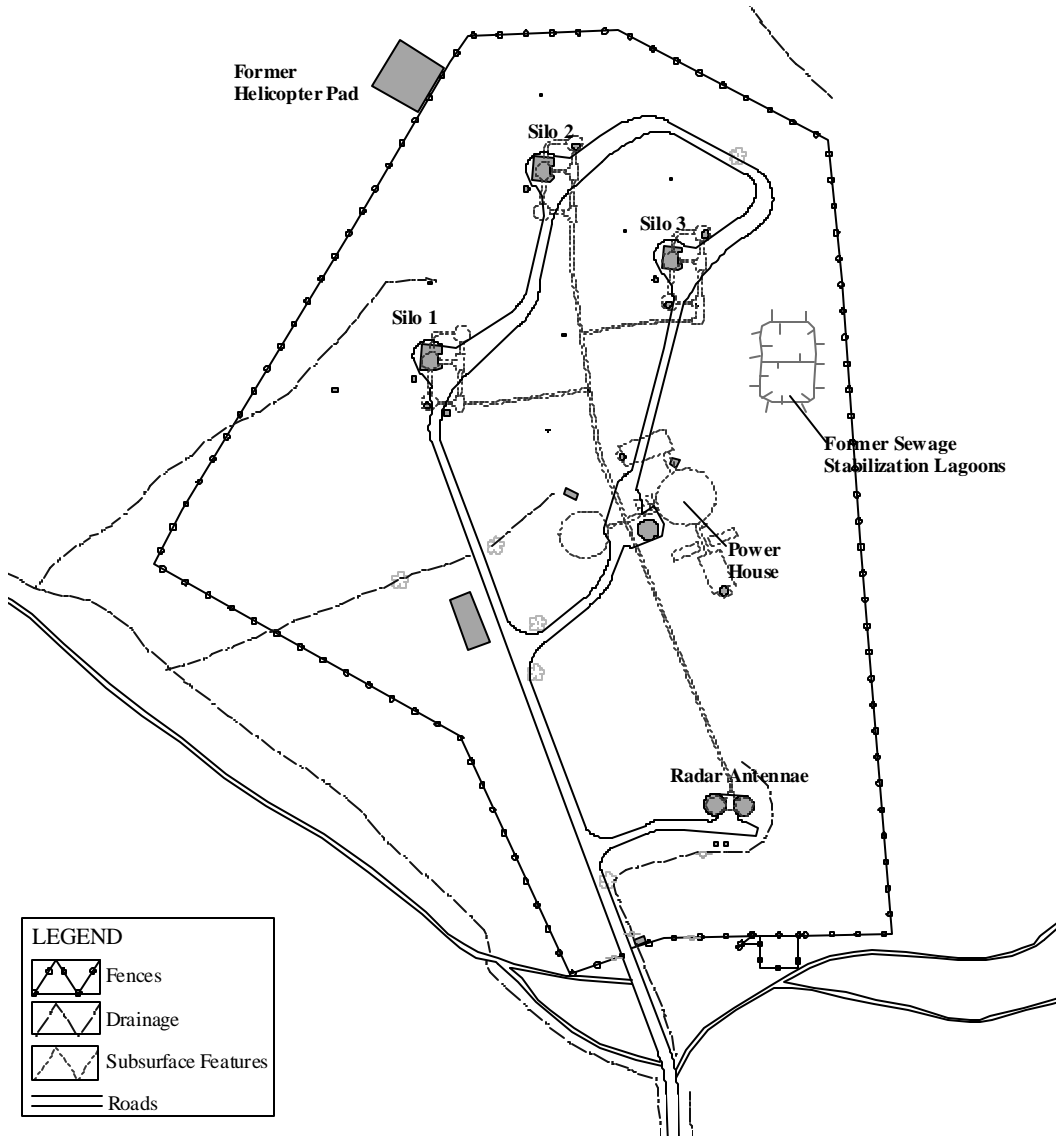 Former
Helicopter Pad
Silo 2
Silo 3
Silo 1
Former Sewage
Stabilization Lagoons
Power
House
Radar Antennae
LEGEND
Fences
Drainage
Subsurface Features
Roads